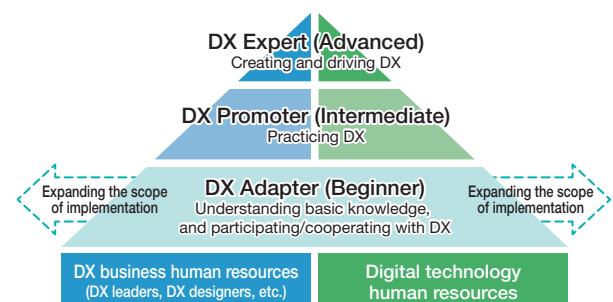 DX Expert (Advanced)
Creating and driving DX
DX Promoter (Intermediate)
Practicing DX
Expanding the scope
of implementation
DX Adapter (Beginner)
Understanding basic knowledge,
and participating/cooperating with DX
Expanding the scope
of implementation
DX business human resources
(DX leaders, DX designers, etc.)
Digital technology
human resources